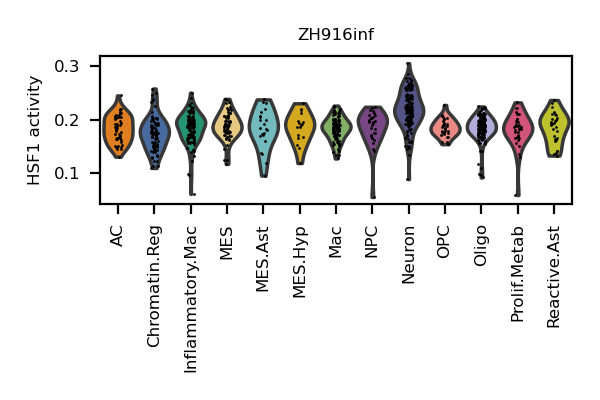 ZH916inf
HSF1 activity
0.3
0.2
0.1
AC
Chromatin.Reg
Inflammatory.Mac
MES
MES.Ast
MES.Hyp
Mac
NPC
Neuron
OPC
Oligo
Prolif.Metab
Reactive.Ast